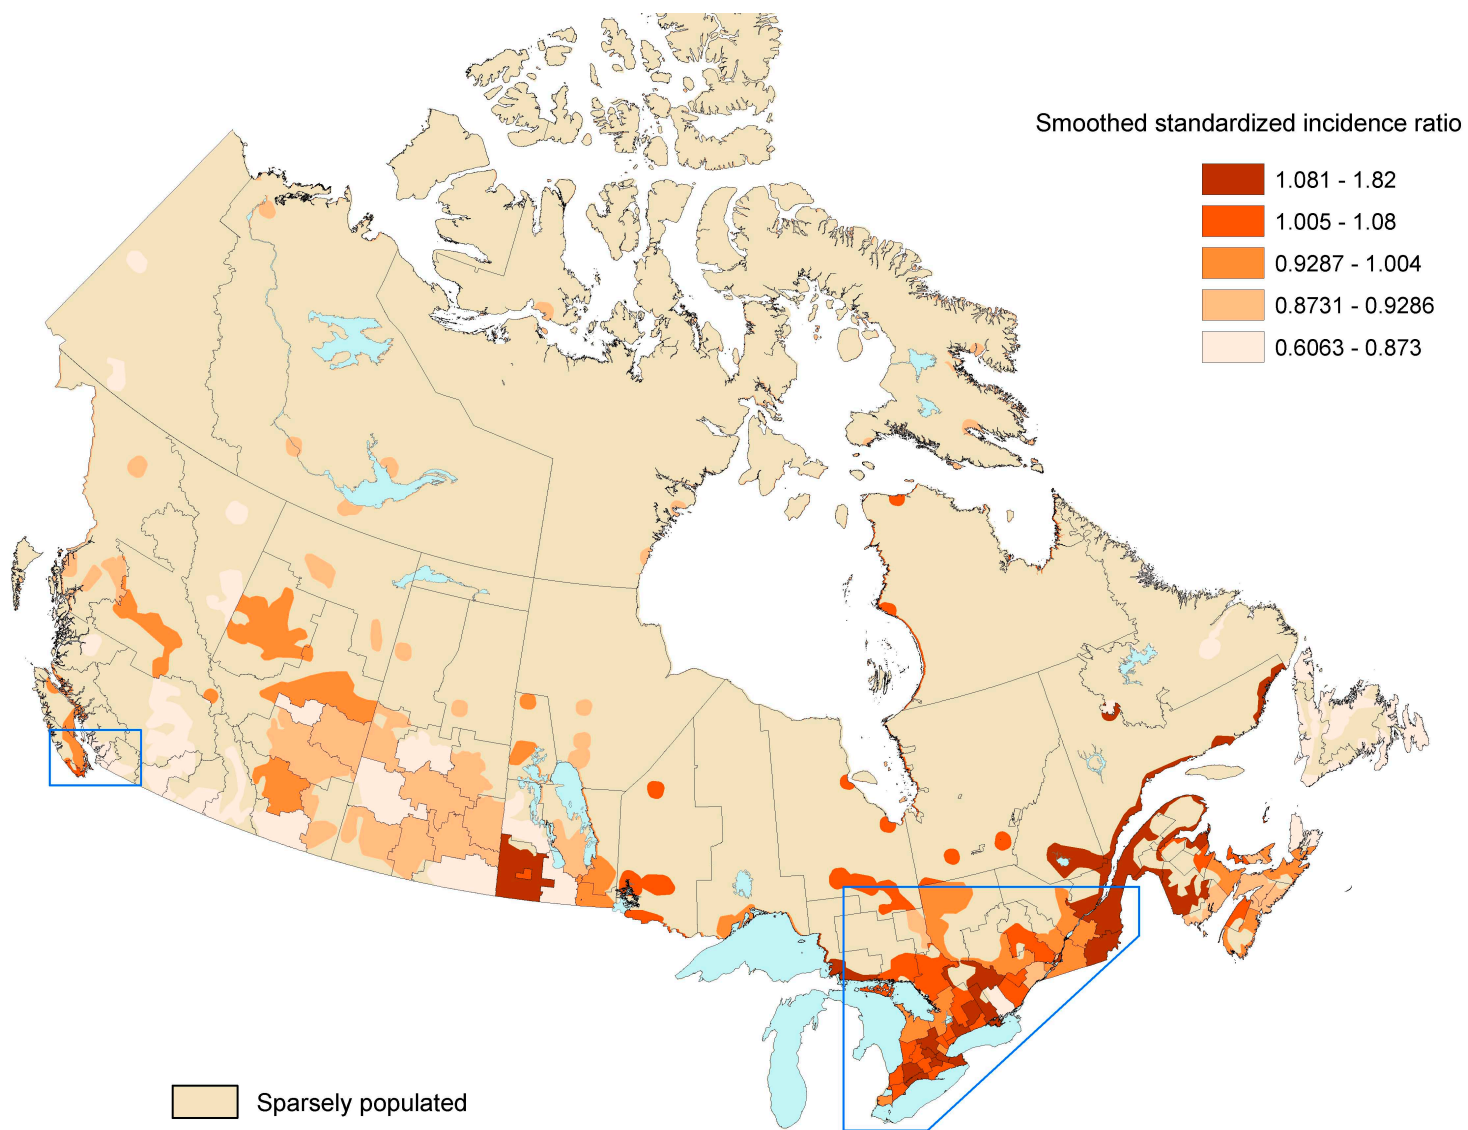 Smoothed standardized incidence ratio
1.081 - 1.82
1.005 - 1.08
0.9287 - 1.004
0.8731 - 0.9286
0.6063 - 0.873
Sparsely populated